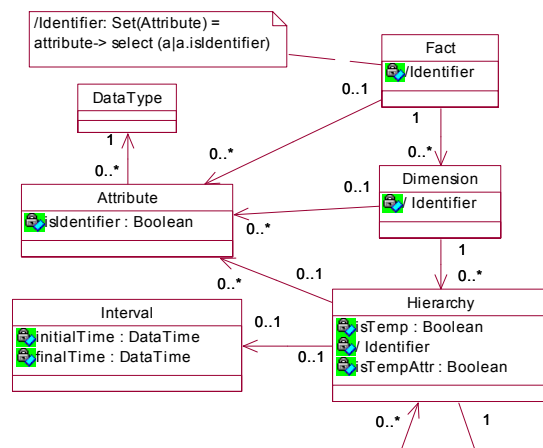 /Identifier: Set(Attribute) =
attribute-> select (a|a.isIdentifier)
Fact
/Identifier
0..1
1
DataType
1
0..*
0..*
0..*
Attribute
isIdentifier : Boolean
0..1
0..*
Dimension
/ Identifier
1
0..1
0..*
0..*
Interval
initialTime : DataTime
finalTime : DataTime
0..1
0..1
Hierarchy
isTemp : Boolean
/ Identifier
isTempAttr : Boolean
0..*
1